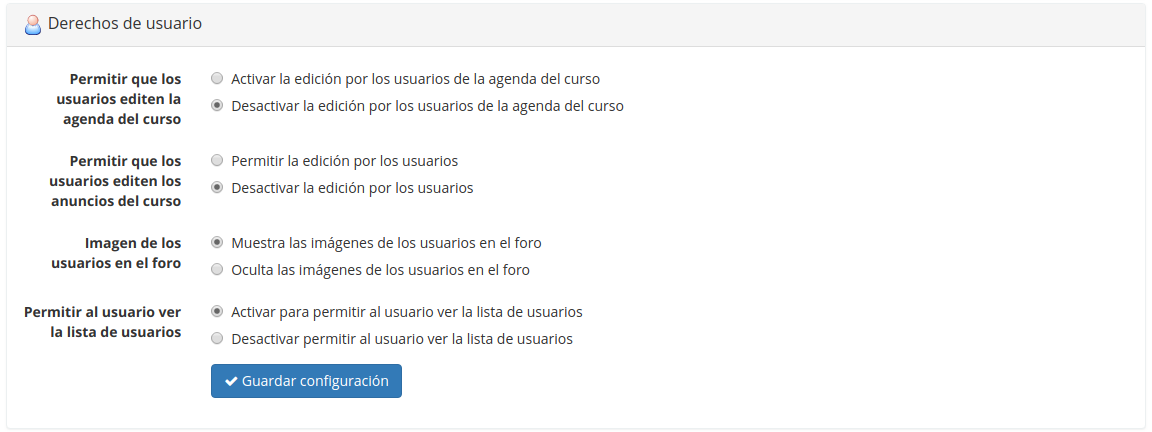 Derechos de usuario
Permitir que los
usuarios editen la
agenda del curso
Activar la edición por los usuarios de la agenda del curso
Desactivar la edición por los usuarios de la agenda del curso
Permitir que los
usuarios editen los
anuncios del curso
Permitir la edición por los usuarios
Desactivar la edición por los usuarios
Imagen de los
usuarios en el foro
Muestra las imágenes de los usuarios en el foro
Oculta las imágenes de los usuarios en el foro
Permitir al usuario ver
la lista de usuarios
Activar para permitir al usuario ver la lista de usuarios
Desactivar permitir al usuario ver la lista de usuarios
Guardar configuración